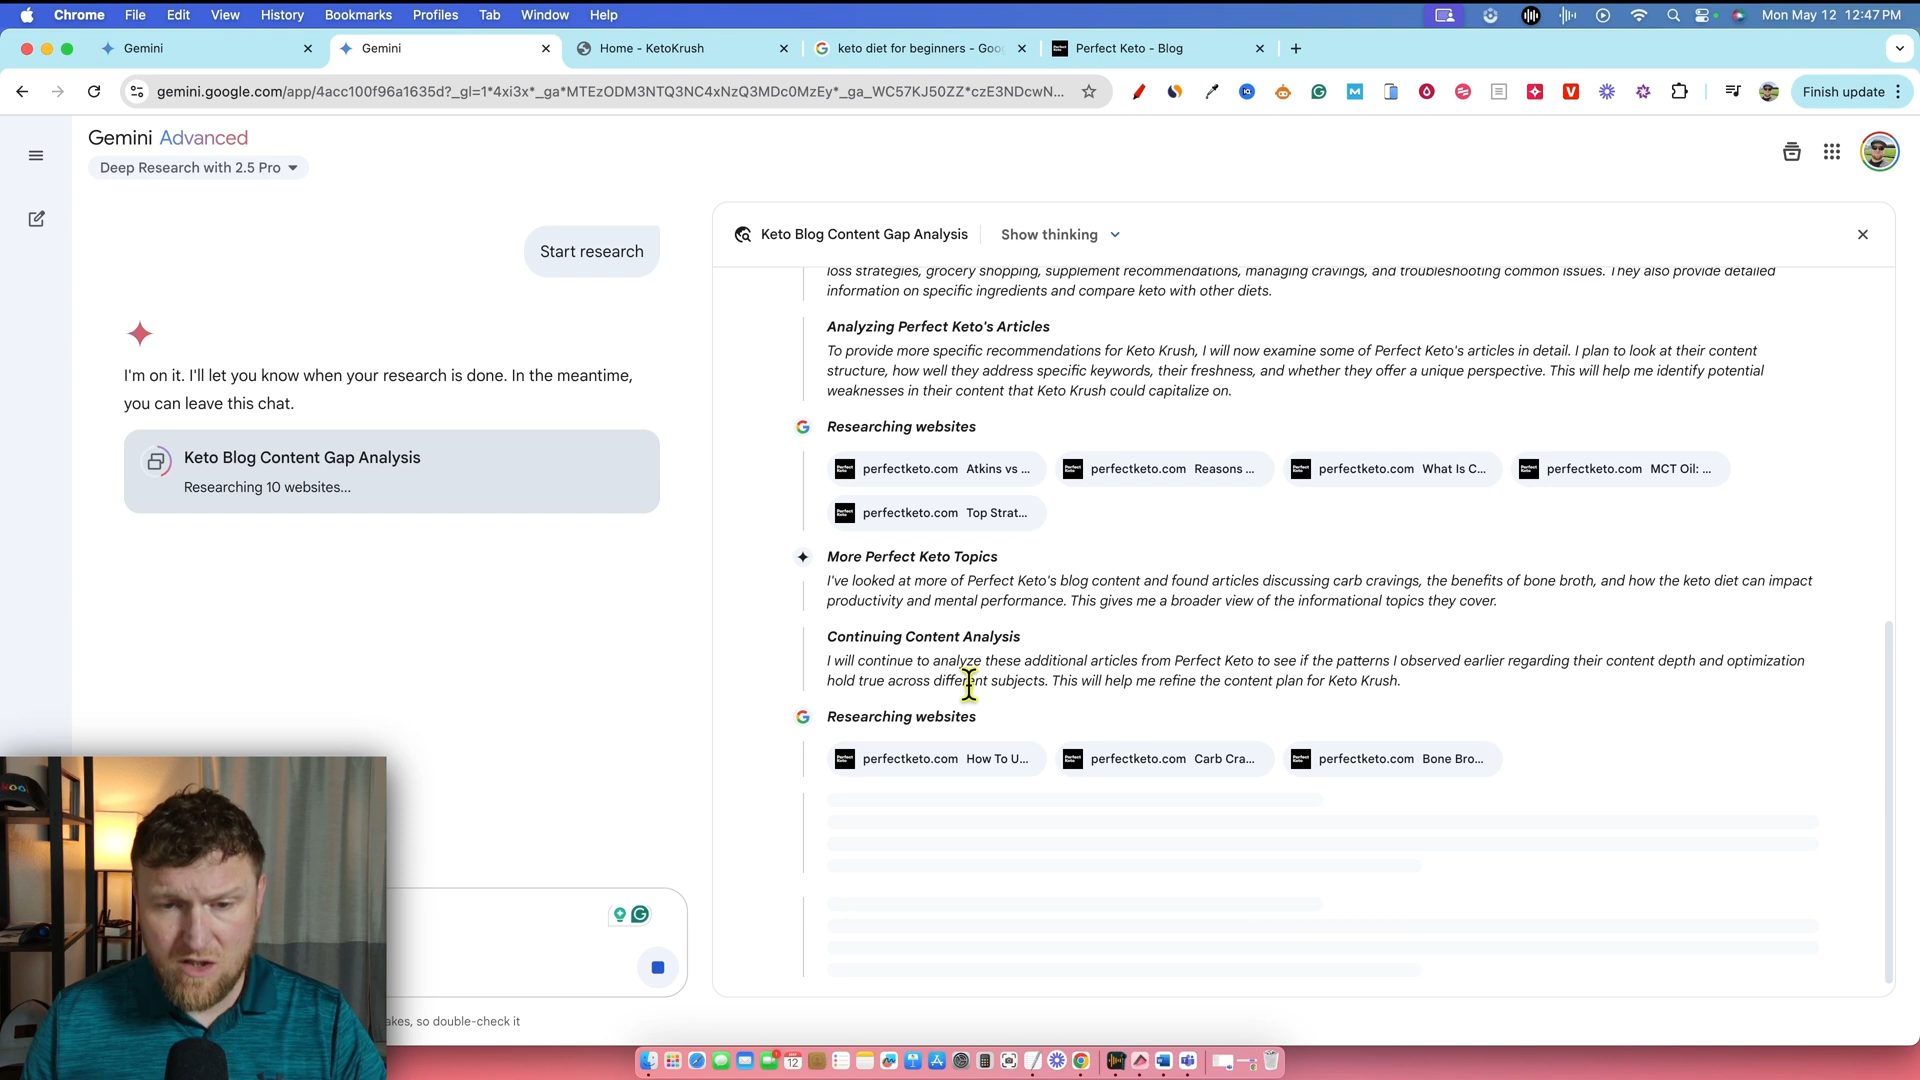 Chrome File Edit View History Bookmarks Profiles Tab Window Help
Mon May 12 12:47 PM
Gemini
Gemini
Home - KetoKrush
keto diet for beginners - Goo
Perfect Keto - Blog
gemini.google.com/app/4acc100f96a1635d?_gl=1*4xi3x*_ga*MTEzODM3NTQ3NC4xNzQ3MDc0MzEy*_ga_WC57KJ50ZZ*czE3NDcwN...
Finish update
Gemini Advanced
Deep Research with 2.5 Pro
Start research
I'm on it. I'll let you know when your research is done. In the meantime,
you can leave this chat.
Keto Blog Content Gap Analysis
Researching 10 websites...
akes, so double-check it
Keto Blog Content Gap Analysis
Show thinking
loss strategies, grocery shopping, supplement recommendations, managing cravings, and troubleshooting common issues. They also provide detailed
information on specific ingredients and compare keto with other diets.
Analyzing Perfect Keto's Articles
To provide more specific recommendations for Keto Krush, I will now examine some of Perfect Keto's articles in detail. I plan to look at their content
structure, how well they address specific keywords, their freshness, and whether they offer a unique perspective. This will help me identify potential
weaknesses in their content that Keto Krush could capitalize on.
Researching websites
perfectketo.com Atkins vs ...
perfectketo.com Reasons ...
perfectketo.com What Is C...
perfectketo.com MCT Oil: ...
perfectketo.com Top Strat...
More Perfect Keto Topics
I've looked at more of Perfect Keto's blog content and found articles discussing carb cravings, the benefits of bone broth, and how the keto diet can impact
productivity and mental performance. This gives me a broader view of the informational topics they cover.
Continuing Content Analysis
I will continue to analyze these additional articles from Perfect Keto to see if the patterns I observed earlier regarding their content depth and optimization
hold true across different subjects. This will help me refine the content plan for Keto Krush.
Researching websites
perfectketo.com How To U...
perfectketo.com Carb Cra...
perfectketo.com Bone Bro...